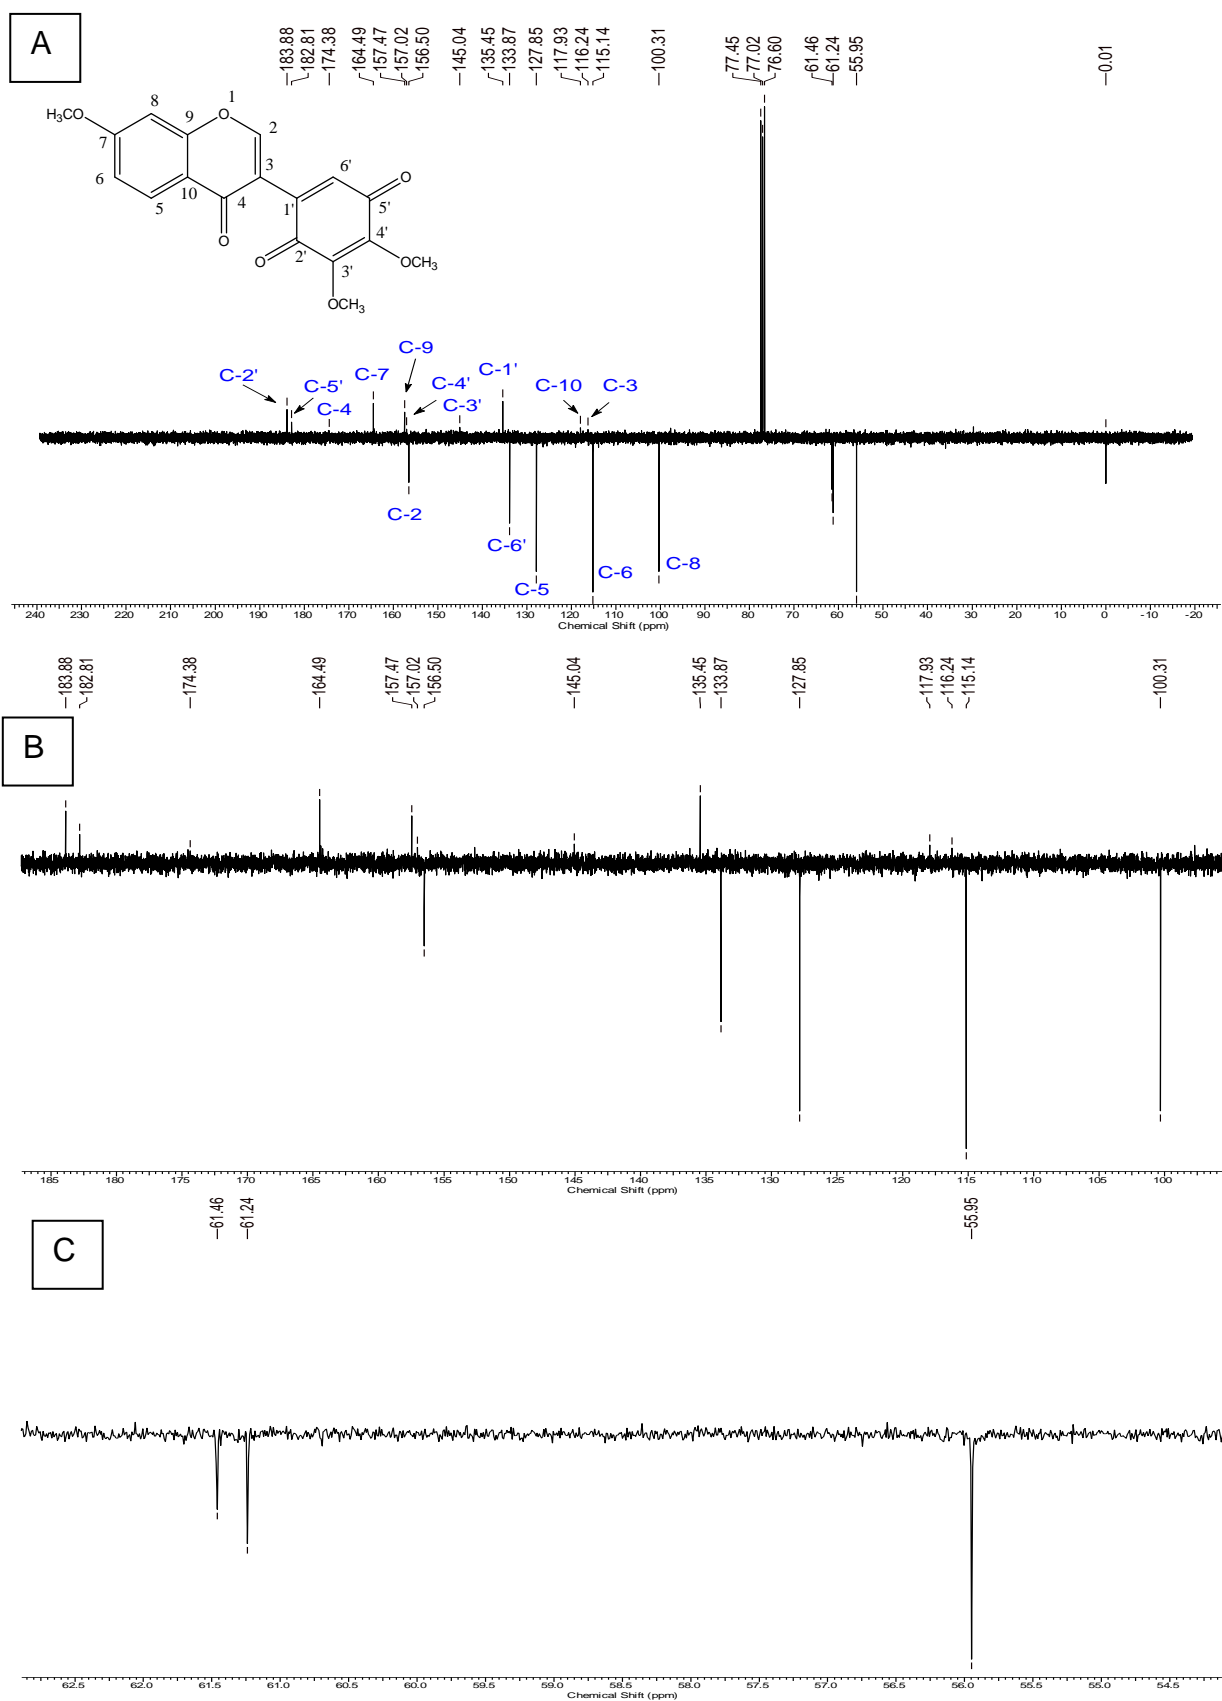 A
183.88
182.81
174.38
164.49
157.47
157.02
156.50
145.04
135.45
133.87
127.85
117.93
116.24
115.14
100.31
77.45
77.02
76.60
61.46
61.24
55.95
-0.01
H₃CO
8
1
O
9
2
7
3
6
10
5
4
O
6'
O
5'
1'
4'
O
2'
3'
OCH₃
OCH₃
C-9
C-2'
C-5'
C-7
C-4'
C-1'
C-4
C-3'
C-10
C-3
C-2
C-6'
C-5
C-6
C-8
240 230 220 210 200 190 180 170 160 150 140 130 120 110 100 90 80 70 60 50 40 30 20 10 0 -10 -20
Chemical Shift (ppm)
B
183.88
182.81
174.38
164.49
157.47
157.02
156.50
145.04
135.45
133.87
127.85
117.93
116.24
115.14
100.31
185 180 175 170 165 160 155 150 145 140 135 130 125 120 115 110 105 100
Chemical Shift (ppm)
C
61.46
61.24
55.95
62.5 62.0 61.5 61.0 60.5 60.0 59.5 59.0 58.5 58.0 57.5 57.0 56.5 56.0 55.5 55.0 54.5
Chemical Shift (ppm)